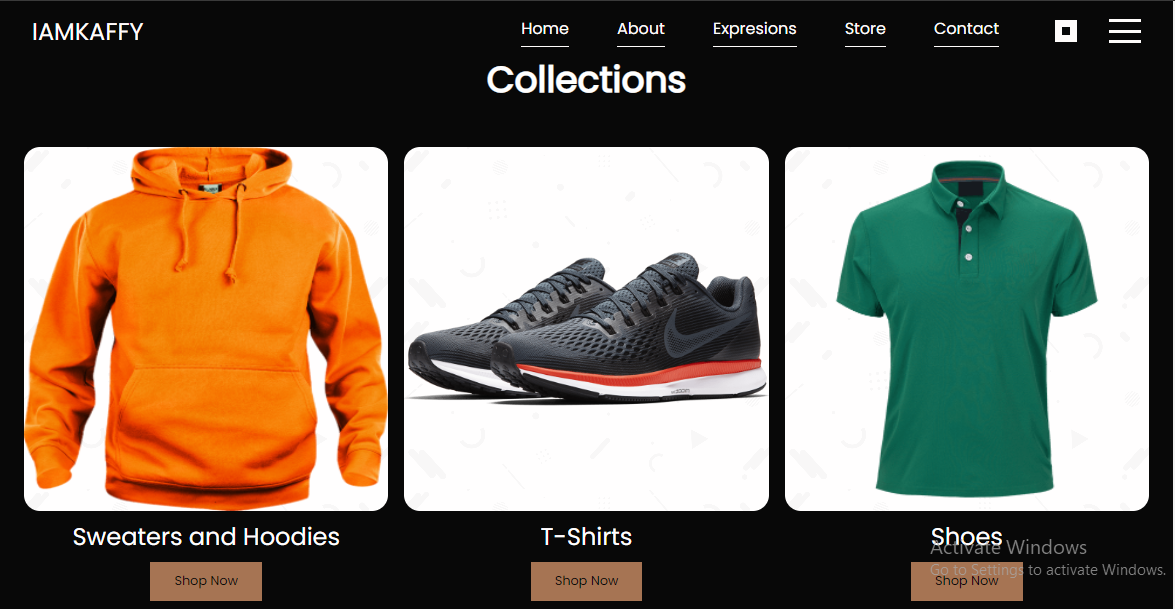 IAMKAFFY
Home About Expresions Store Contact
Collections
Sweaters and Hoodies
T-Shirts
Shoes
Shop Now
Shop Now
Shop Now
Activate Windows
Go to Settings to activate Windows.